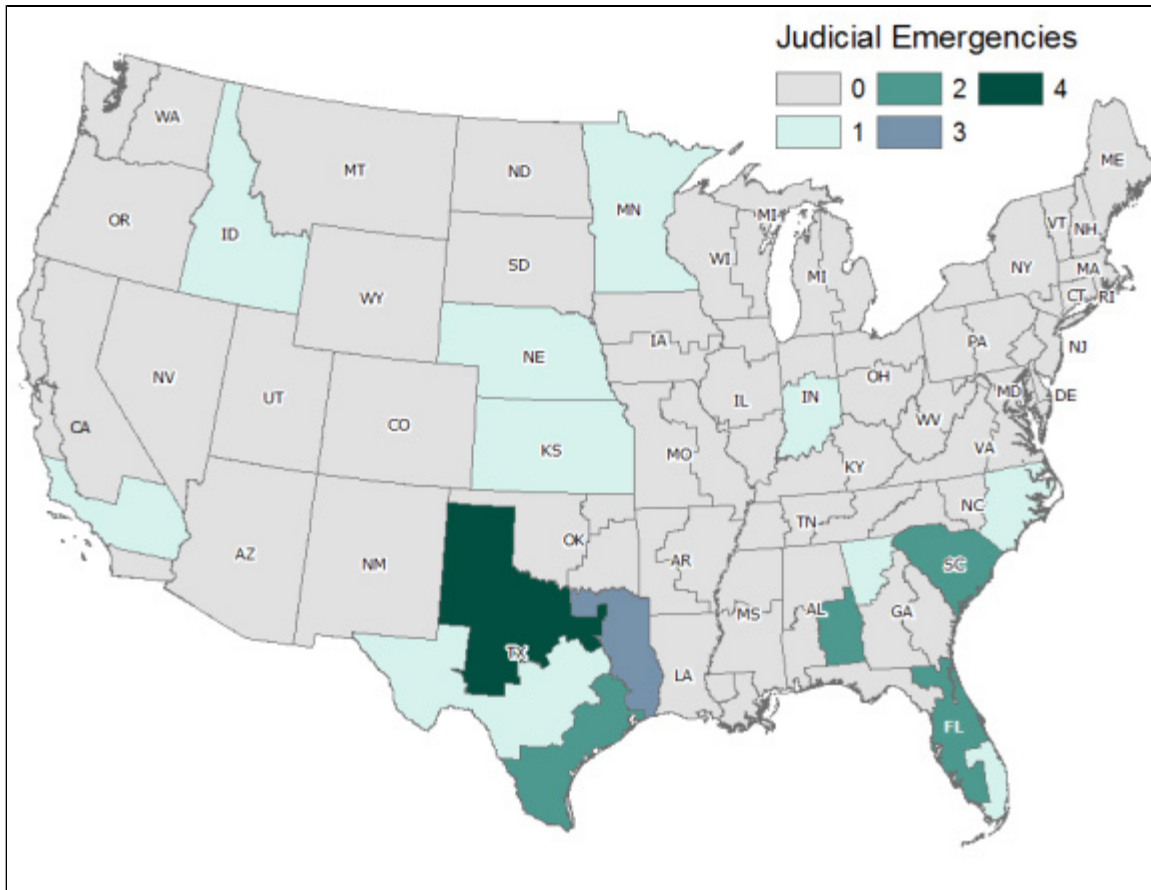 Judicial Emergencies
0 2 4
1 3
WA
ME
MT
ND
MN
VT
NH
OR
ID
MI
WI
MI
NY
MA
SD
CT
RI
WY
IA
PA
NJ
NE
OH
NV
UT
IL
IN
MD
DE
CO
WV
CA
KS
MO
VA
KY
NC
TN
AZ
NM
OK
AR
SC
MS
AL
GA
TX
LA
FL